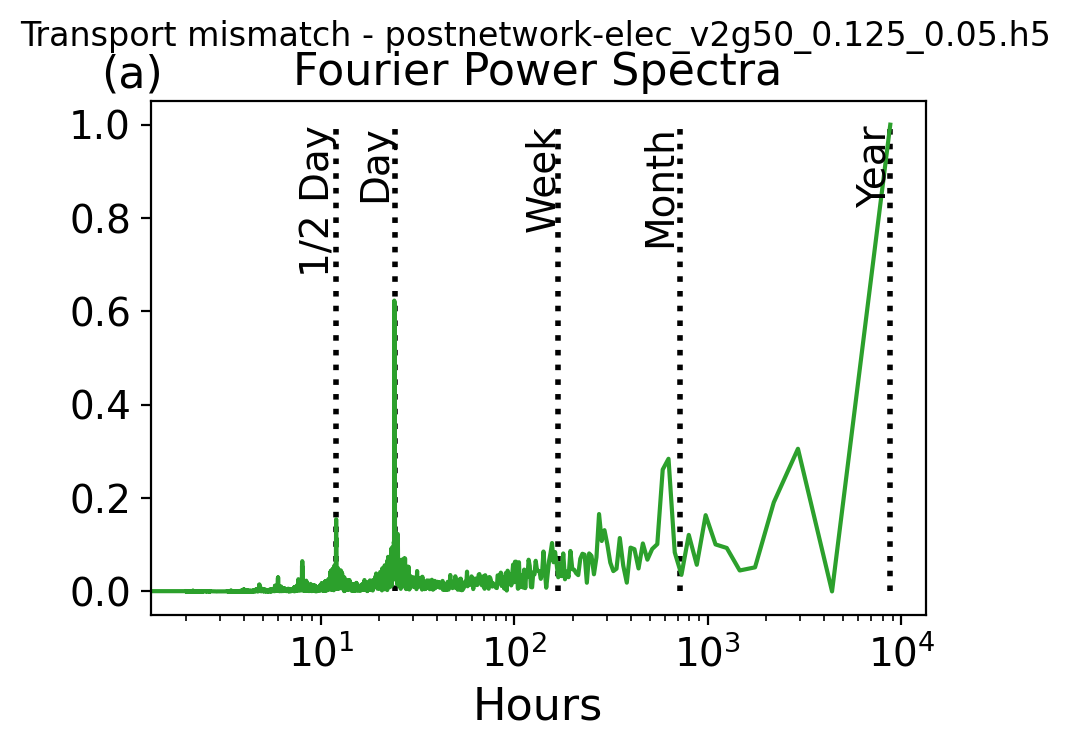 Transport mismatch - postnetwork-elec_v2g50_0.125_0.05.h5
(a)
Fourier Power Spectra
1.0
0.8
0.6
0.4
0.2
0.0
1/2 Day
Day
Week
Month
Year
10¹
10²
10³
10⁴
Hours